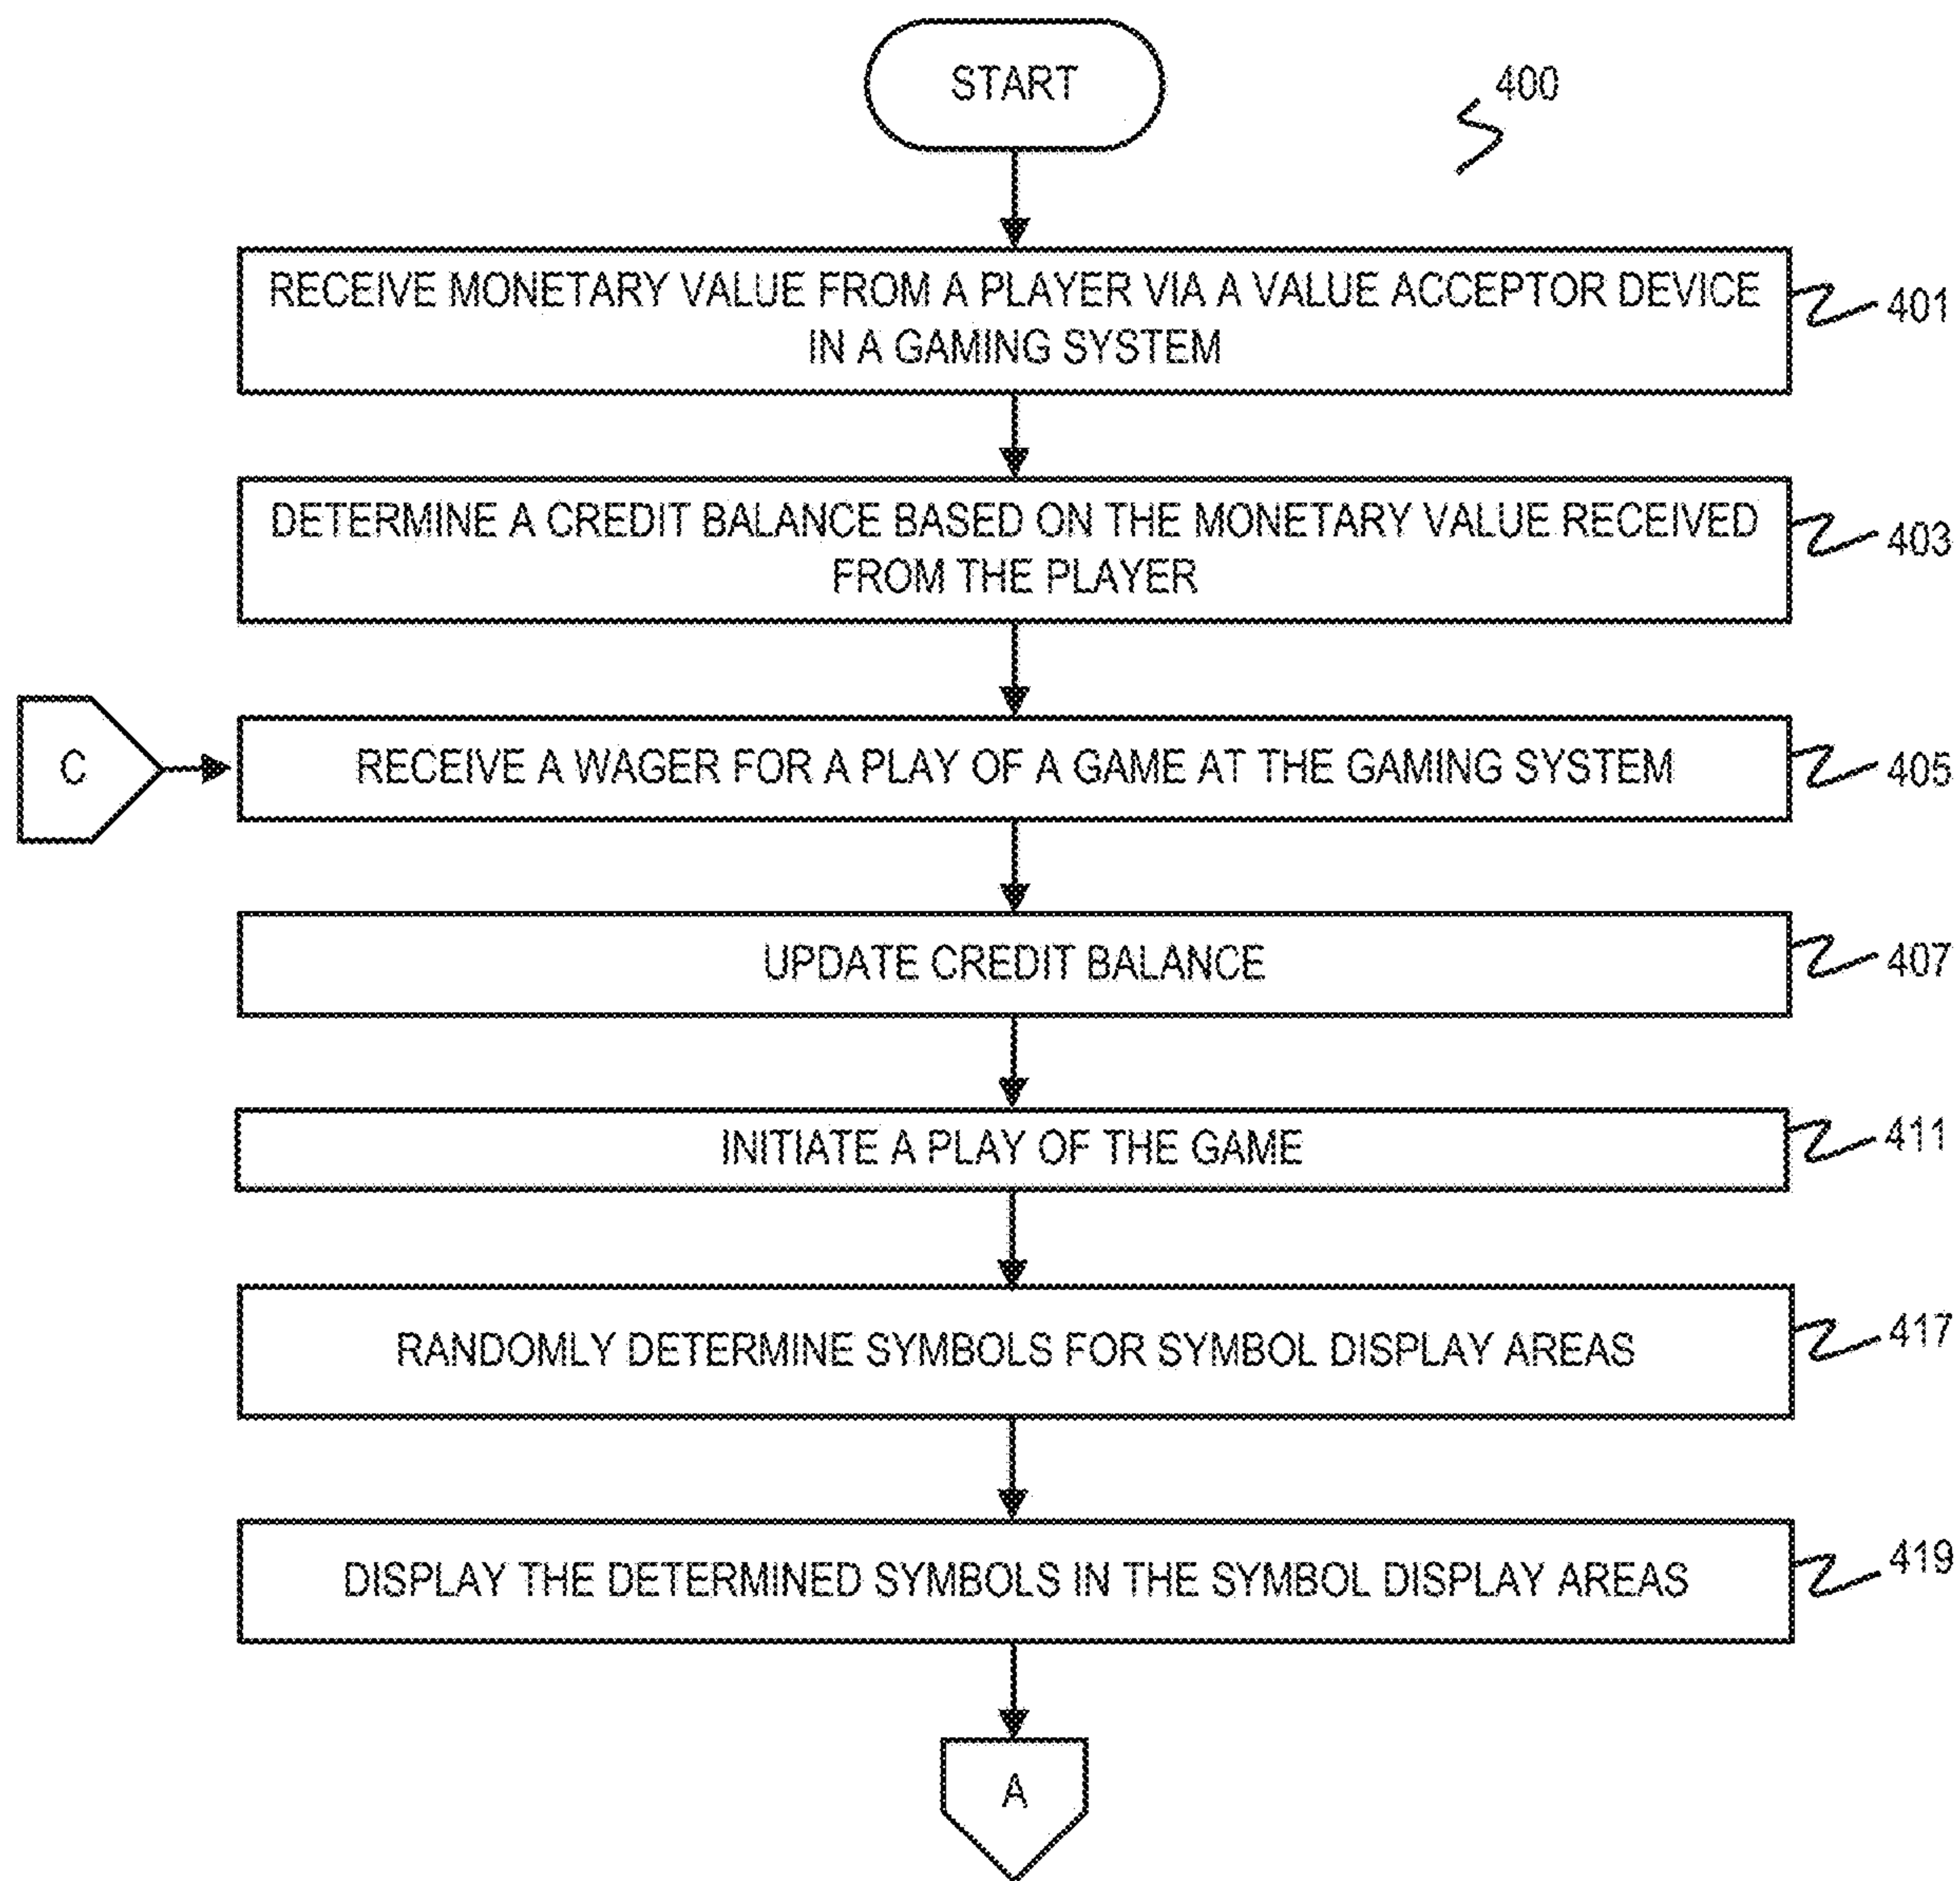 START
400
RECEIVE MONETARY VALUE FROM A PLAYER VIA A VALUE ACCEPTOR DEVICE
IN A GAMING SYSTEM
401
DETERMINE A CREDIT BALANCE BASED ON THE MONETARY VALUE RECEIVED
FROM THE PLAYER
403
C
RECEIVE A WAGER FOR A PLAY OF A GAME AT THE GAMING SYSTEM
405
UPDATE CREDIT BALANCE
407
INITIATE A PLAY OF THE GAME
411
RANDOMLY DETERMINE SYMBOLS FOR SYMBOL DISPLAY AREAS
417
DISPLAY THE DETERMINED SYMBOLS IN THE SYMBOL DISPLAY AREAS
419
A